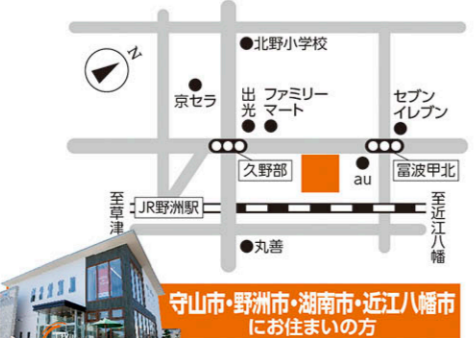 N
北野小学校
京セラ
出光
ファミリー
マート
セブン
イレブン
久野部
au
冨波甲北
至草津
JR野洲駅
至近江八幡
丸善
守山市・野洲市・湖南市・近江八幡市
にお住まいの方